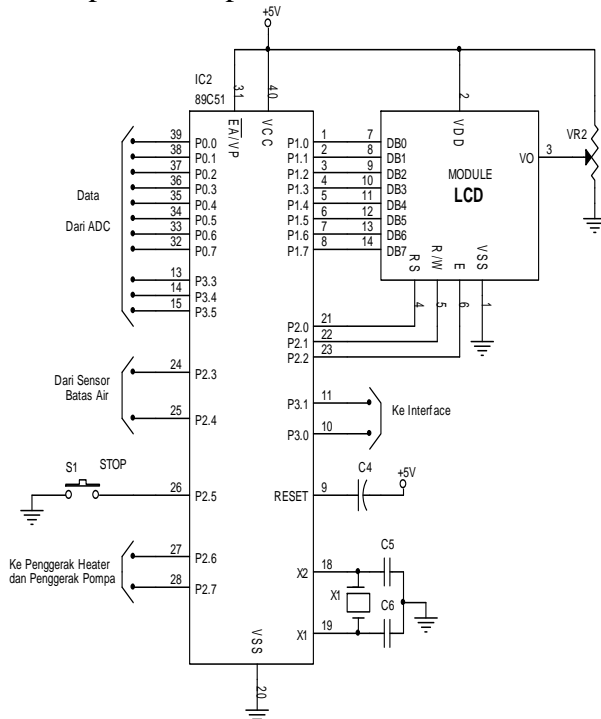 +5V
IC2
89C51
31
40
2
EA/VP
VCC
VDD
39 P0.0
38 P0.1
37 P0.2
36 P0.3
35 P0.4
34 P0.5
33 P0.6
32 P0.7
13 P3.3
14 P3.4
15 P3.5
Data
Dari ADC
P1.0 1 7 DB0
P1.1 2 8 DB1
P1.2 3 9 DB2
P1.3 4 10 DB3
P1.4 5 11 DB4
P1.5 6 12 DB5
P1.6 7 13 DB6
P1.7 8 14 DB7
MODULE
LCD
VO 3
VR2
RS
R/W
E
VSS
4
5
6
1
P2.0 21
P2.1 22
P2.2 23
24 P2.3
25 P2.4
Dari Sensor
Batas Air
P3.1 11
P3.0 10
Ke Interface
S1 STOP
26 P2.5
RESET 9
C4
+5V
27 P2.6
28 P2.7
Ke Penggerak Heater
dan Penggerak Pompa
X2 18
C5
X1
C6
X1 19
VSS
20